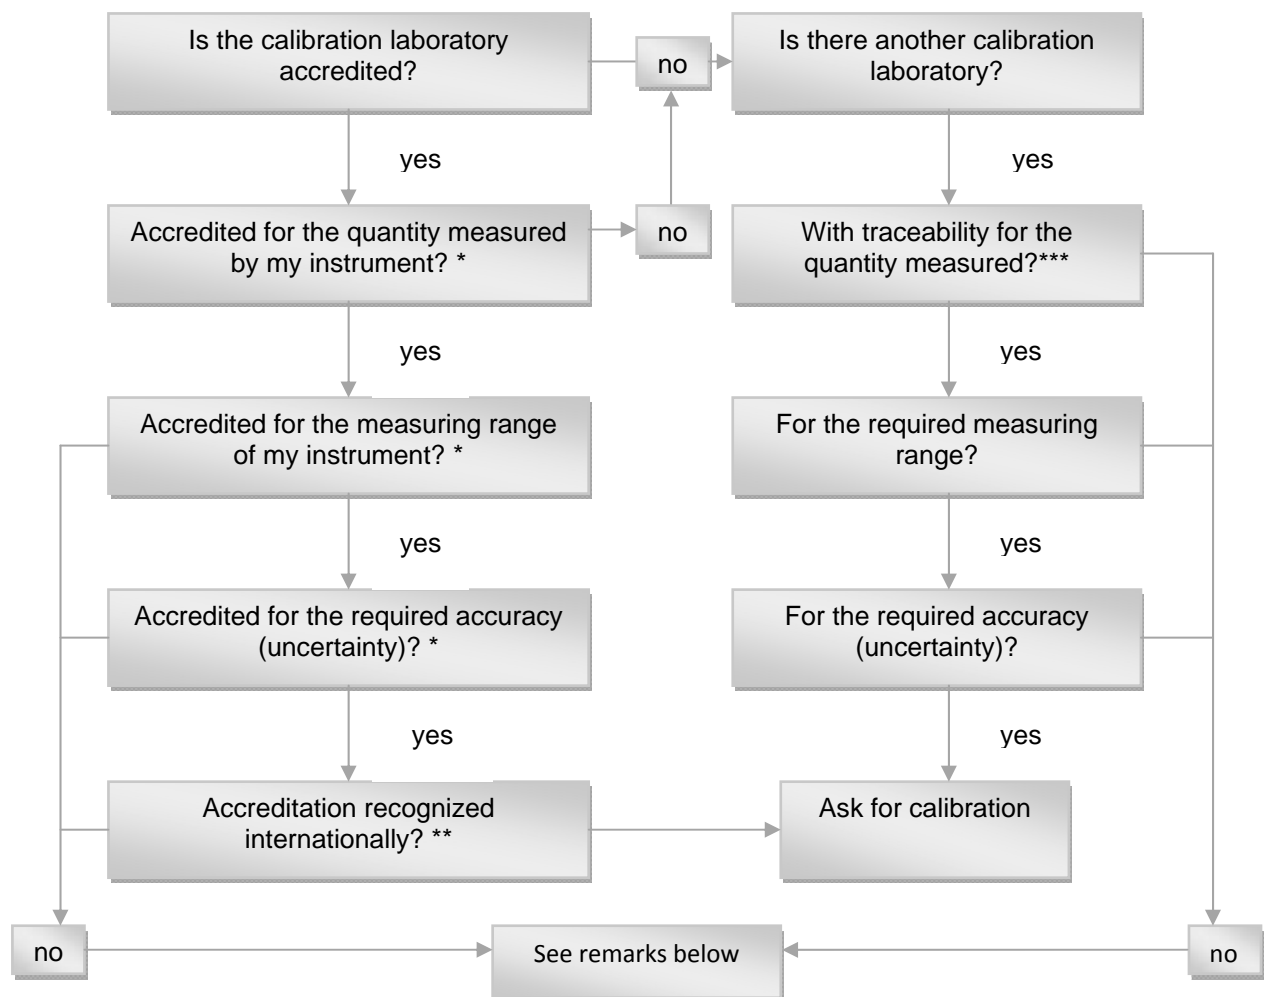 Is the calibration laboratory
accredited?
no
Is there another calibration
laboratory?
yes
yes
Accredited for the quantity measured
by my instrument? *
no
With traceability for the
quantity measured?***
yes
yes
Accredited for the measuring range
of my instrument? *
For the required measuring
range?
yes
yes
Accredited for the required accuracy
(uncertainty)? *
For the required accuracy
(uncertainty)?
yes
yes
Accreditation recognized
internationally? **
Ask for calibration
no
See remarks below
no